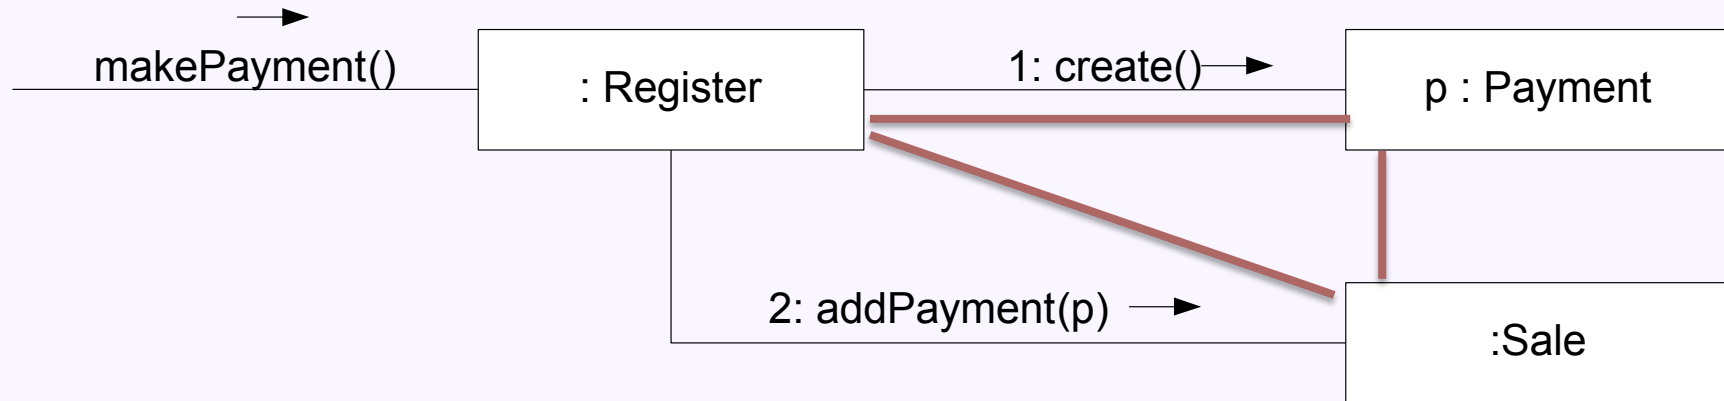 makePayment()
: Register
1: create()
p : Payment
2: addPayment(p)
:Sale